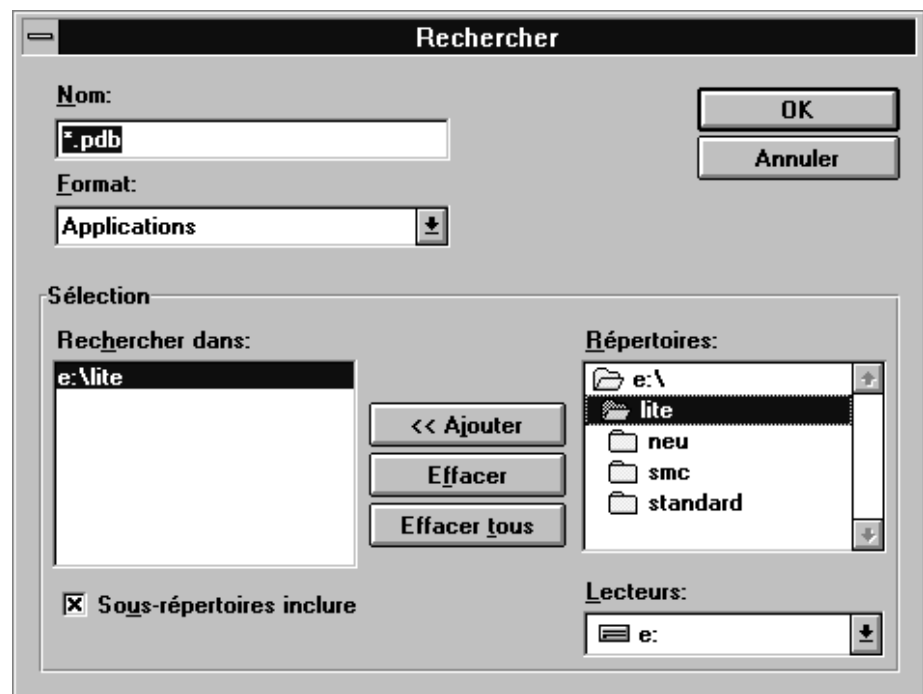 Rechercher
Nom:
*.pdb
OK
Annuler
Format:
Applications
Sélection
Rechercher dans:
e:\lite
<< Ajouter
Effacer
Effacer tous
Sous-répertoires inclure
Répertoires:
e:\
lite
neu
smc
standard
Lecteurs:
e: